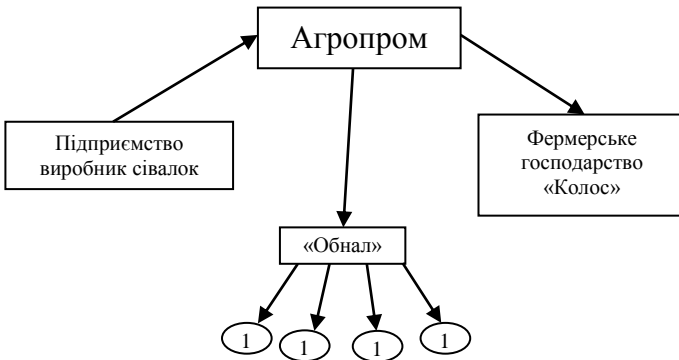 Агропром
Підприємство
виробник сівалок
Фермерське
господарство
«Колос»
«Обнал»
1
1
1
1